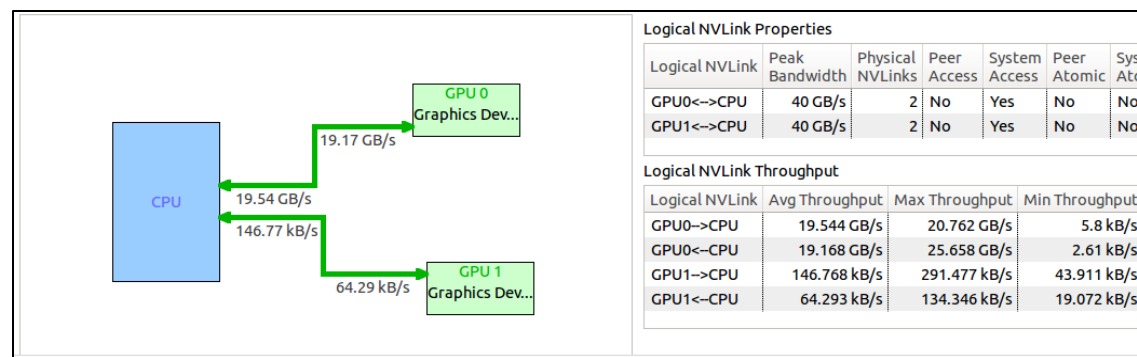 GPU 0
Graphics Dev...
19.17 GB/s
CPU
19.54 GB/s
146.77 kB/s
GPU 1
64.29 kB/s
Graphics Dev...
Logical NVLink Properties
Logical NVLink Peak Bandwidth Physical NVLinks Peer Access System Access Peer Atomic
GPU0<-->CPU 40 GB/s 2 No Yes No No
GPU1<-->CPU 40 GB/s 2 No Yes No No
Logical NVLink Throughput
Logical NVLink Avg Throughput Max Throughput Min Throughput
GPU0-->CPU 19.544 GB/s 20.762 GB/s 5.8 kB/s
GPU0<--CPU 19.168 GB/s 25.658 GB/s 2.61 kB/s
GPU1-->CPU 146.768 kB/s 291.477 kB/s 43.911 kB/s
GPU1<--CPU 64.293 kB/s 134.346 kB/s 19.072 kB/s